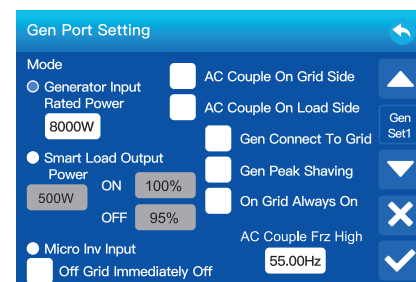 Gen Port Setting
Mode
Generator Input
Rated Power
8000W
Smart Load Output
Power
500W
ON 100%
OFF 95%
Micro Inv Input
Off Grid Immediately Off
AC Couple On Grid Side
AC Couple On Load Side
Gen Connect To Grid
Gen Peak Shaving
On Grid Always On
AC Couple Frz High
55.00Hz
Gen
Set1